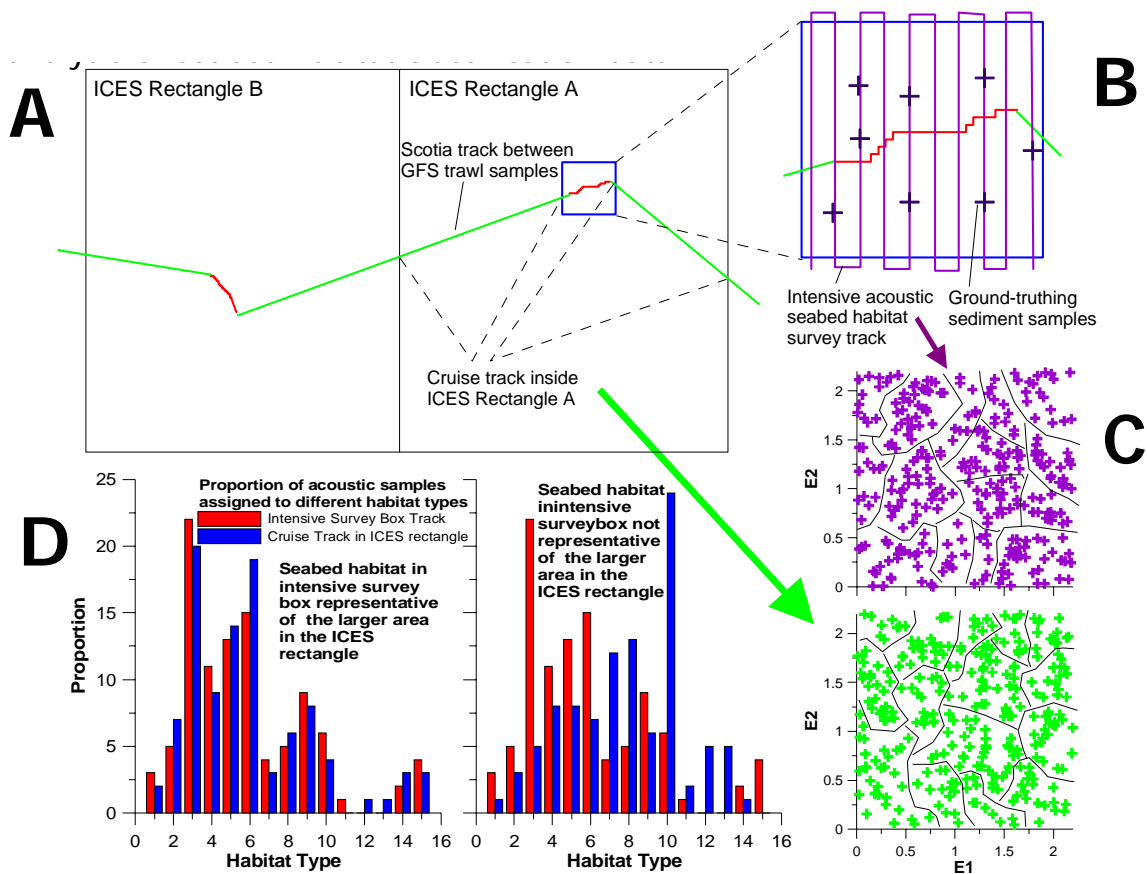 A
ICES Rectangle B
ICES Rectangle A
Scotia track between
GFS trawl samples
Cruise track inside
ICES Rectangle A
B
Intensive acoustic
seabed habitat
survey track
Ground-truthing
sediment samples
C
E2
2
1.5
1
0.5
0
E2
2
1.5
1
0.5
0
0
0.5
1
1.5
2
E1
D
Proportion
25
20
15
10
5
0
Proportion of acoustic samples
assigned to different habitat types
Intensive Survey Box Track
Cruise Track in ICES rectangle
Seabed habitat in
intensive survey
box representative
of the larger area
in the ICES
rectangle
0 2 4 6 8 10 12 14 16
Habitat Type
Seabed habitat
inintensive
surveybox not
representative
of the larger
area in the
ICES rectangle
0 2 4 6 8 10 12 14 16
Habitat Type